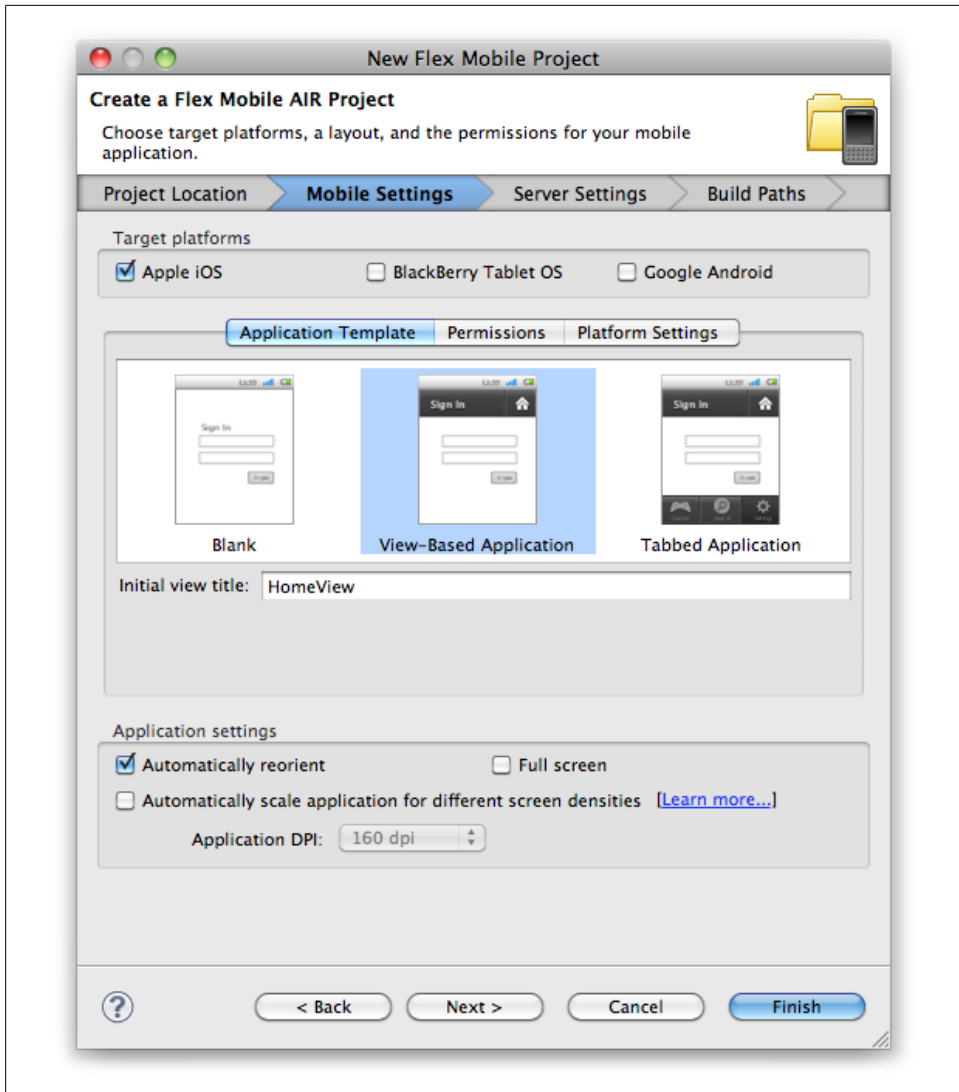 New Flex Mobile Project
Create a Flex Mobile AIR Project
Choose target platforms, a layout, and the permissions for your mobile
application.
Project Location Mobile Settings Server Settings Build Paths
Target platforms
Apple iOS BlackBerry Tablet OS Google Android
Application Template Permissions Platform Settings
Sign In
Sign In
Sign In
Blank View-Based Application Tabbed Application
Initial view title: HomeView
Application settings
Automatically reorient Full screen
Automatically scale application for different screen densities [Learn more...]
Application DPI: 160 dpi
? < Back Next > Cancel Finish